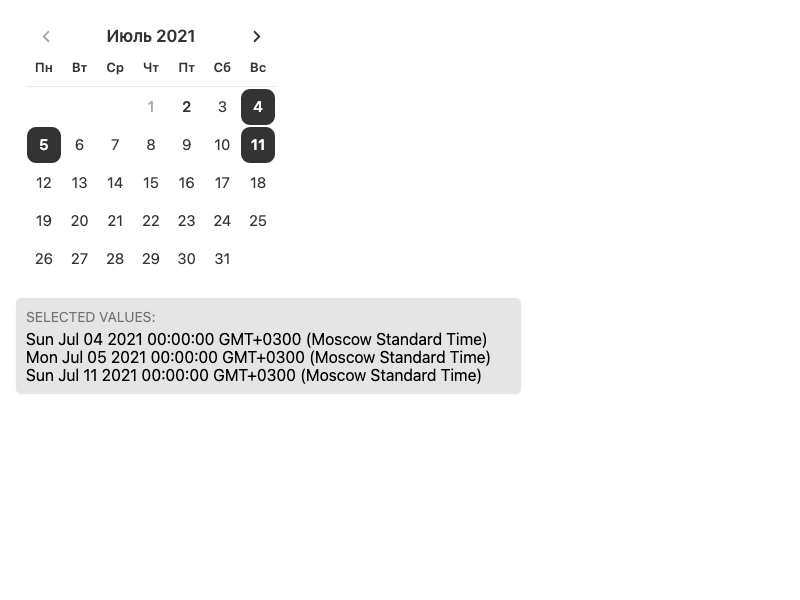 Июль 2021
Пн Вт Ср Чт Пт Сб Вс
1 2 3 4
5 6 7 8 9 10 11
12 13 14 15 16 17 18
19 20 21 22 23 24 25
26 27 28 29 30 31
SELECTED VALUES:
Sun Jul 04 2021 00:00:00 GMT+0300 (Moscow Standard Time)
Mon Jul 05 2021 00:00:00 GMT+0300 (Moscow Standard Time)
Sun Jul 11 2021 00:00:00 GMT+0300 (Moscow Standard Time)